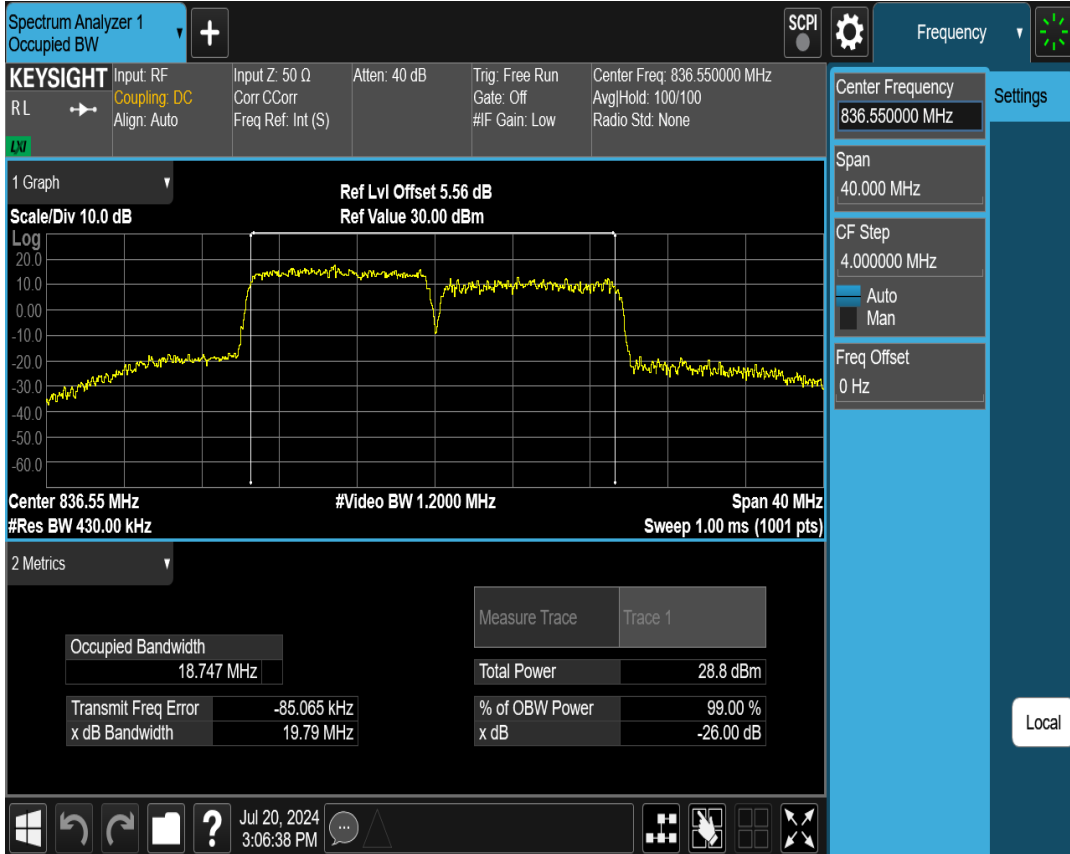 Spectrum Analyzer 1
Occupied BW
+
SCPI
Frequency
KEYSIGHT
RL
LXI
Input: RF
Coupling: DC
Align: Auto
Input Z: 50 Ω
Corr CCorr
Freq Ref: Int (S)
Atten: 40 dB
Trig: Free Run
Gate: Off
#IF Gain: Low
Center Freq: 836.550000 MHz
Avg|Hold: 100/100
Radio Std: None
Center Frequency
836.550000 MHz
Settings
Span
40.000 MHz
CF Step
4.000000 MHz
Auto
Man
Freq Offset
0 Hz
Local
1 Graph
Ref Lvl Offset 5.56 dB
Scale/Div 10.0 dB
Ref Value 30.00 dBm
Log
20.0
10.0
0.00
-10.0
-20.0
-30.0
-40.0
-50.0
-60.0
Center 836.55 MHz
#Video BW 1.2000 MHz
Span 40 MHz
#Res BW 430.00 kHz
Sweep 1.00 ms (1001 pts)
2 Metrics
Measure Trace Trace 1
Occupied Bandwidth
18.747 MHz
Total Power 28.8 dBm
Transmit Freq Error -85.065 kHz
% of OBW Power 99.00 %
x dB Bandwidth 19.79 MHz
x dB -26.00 dB
?
Jul 20, 2024
3:06:38 PM